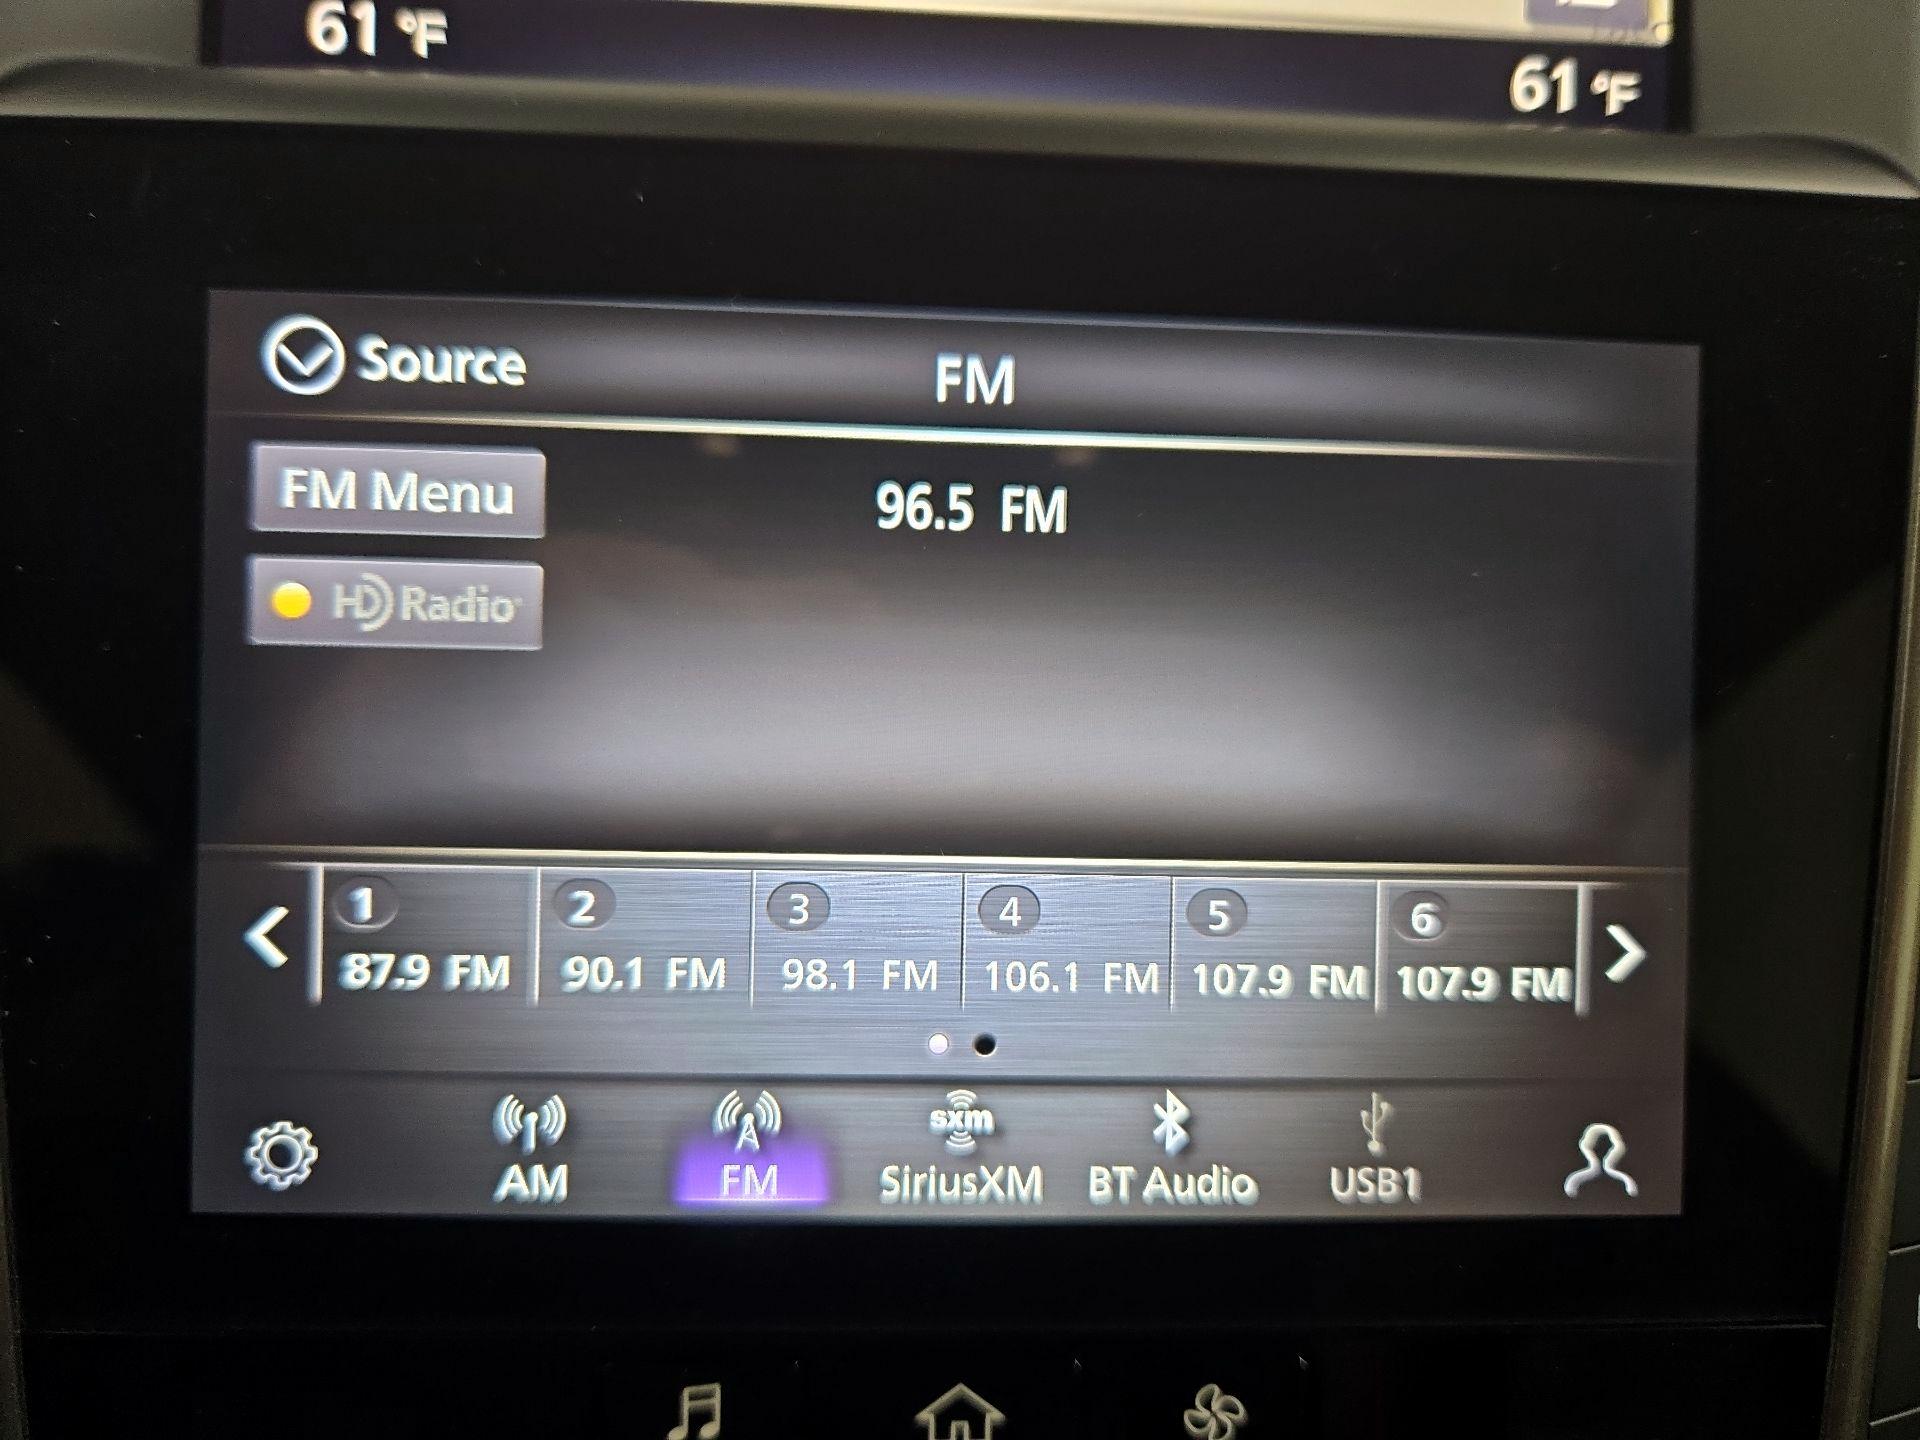 61 °F
61 °F
Source
FM
FM Menu
96.5 FM
HD Radio
1 2 3 4 5 6
87.9 FM 90.1 FM 98.1 FM 106.1 FM 107.9 FM 107.9 FM
sxm
AM FM SiriusXM BT Audio USB1